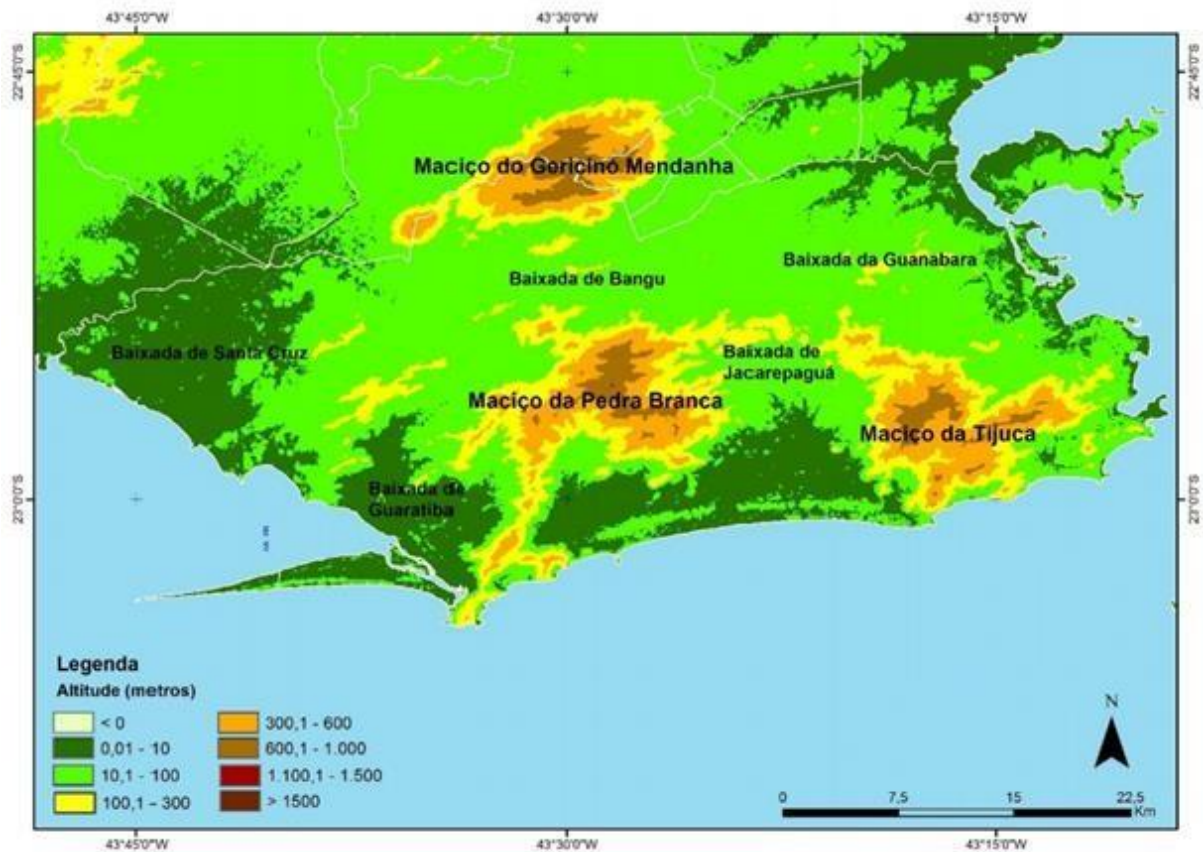 43°45'0"W
43°30'0"W
43°15'0"W
22°45'0"S
22°45'0"S
Maciço do Gericinó Mendanha
Baixada da Guanabara
Baixada de Bangu
Baixada de Santa Cruz
Baixada de
Jacarepaguá
Maciço da Pedra Branca
Maciço da Tijuca
Baixada de
Guaratiba
23°0'0"S
23°0'0"S
Legenda
Altitude (metros)
< 0
0,01 - 10
10,1 - 100
100,1 - 300
300,1 - 600
600,1 - 1.000
1.100,1 - 1.500
> 1500
N
0 7,5 15 22,5
Km
43°45'0"W
43°30'0"W
43°15'0"W